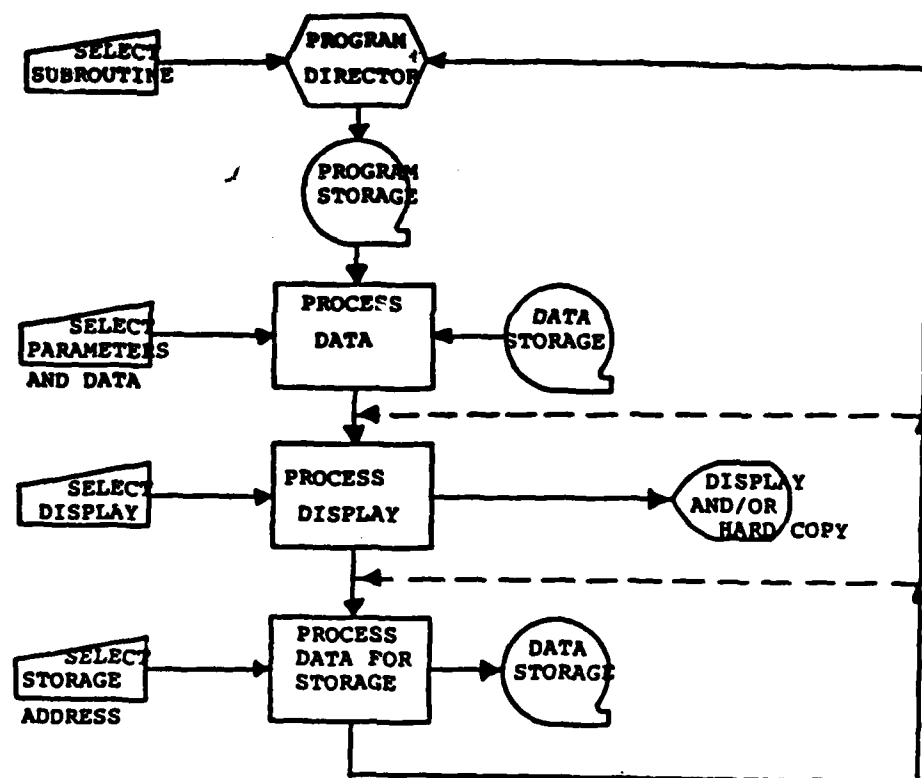 SELECT
SUBROUTINE
PROGRAM
DIRECTOR
PROGRAM
STORAGE
SELECT
PARAMETERS
AND DATA
PROCESS
DATA
DATA
STORAGE
SELECT
DISPLAY
PROCESS
DISPLAY
DISPLAY
AND/OR
HARD COPY
SELECT
STORAGE
ADDRESS
PROCESS
DATA FOR
STORAGE
DATA
STORAGE